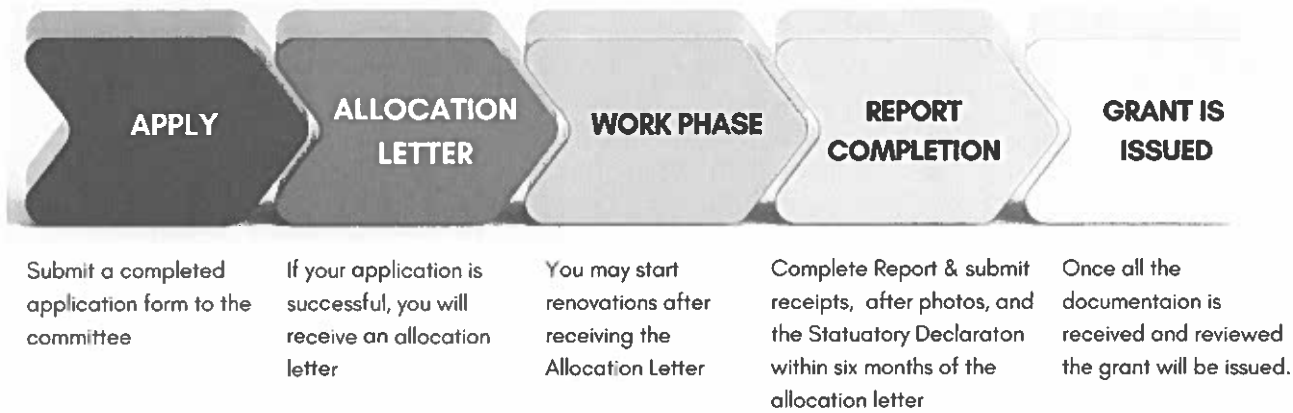 APPLY
ALLOCATION
LETTER
WORK PHASE
REPORT
COMPLETION
GRANT IS
ISSUED
Submit a completed
application form to the
committee
If your application is
successful, you will
receive an allocation
letter
You may start
renovations after
receiving the
Allocation Letter
Complete Report & submit
receipts, after photos, and
the Statuatory Declaraton
within six months of the
allocation letter
Once all the
documentaion is
received and reviewed
the grant will be issued.